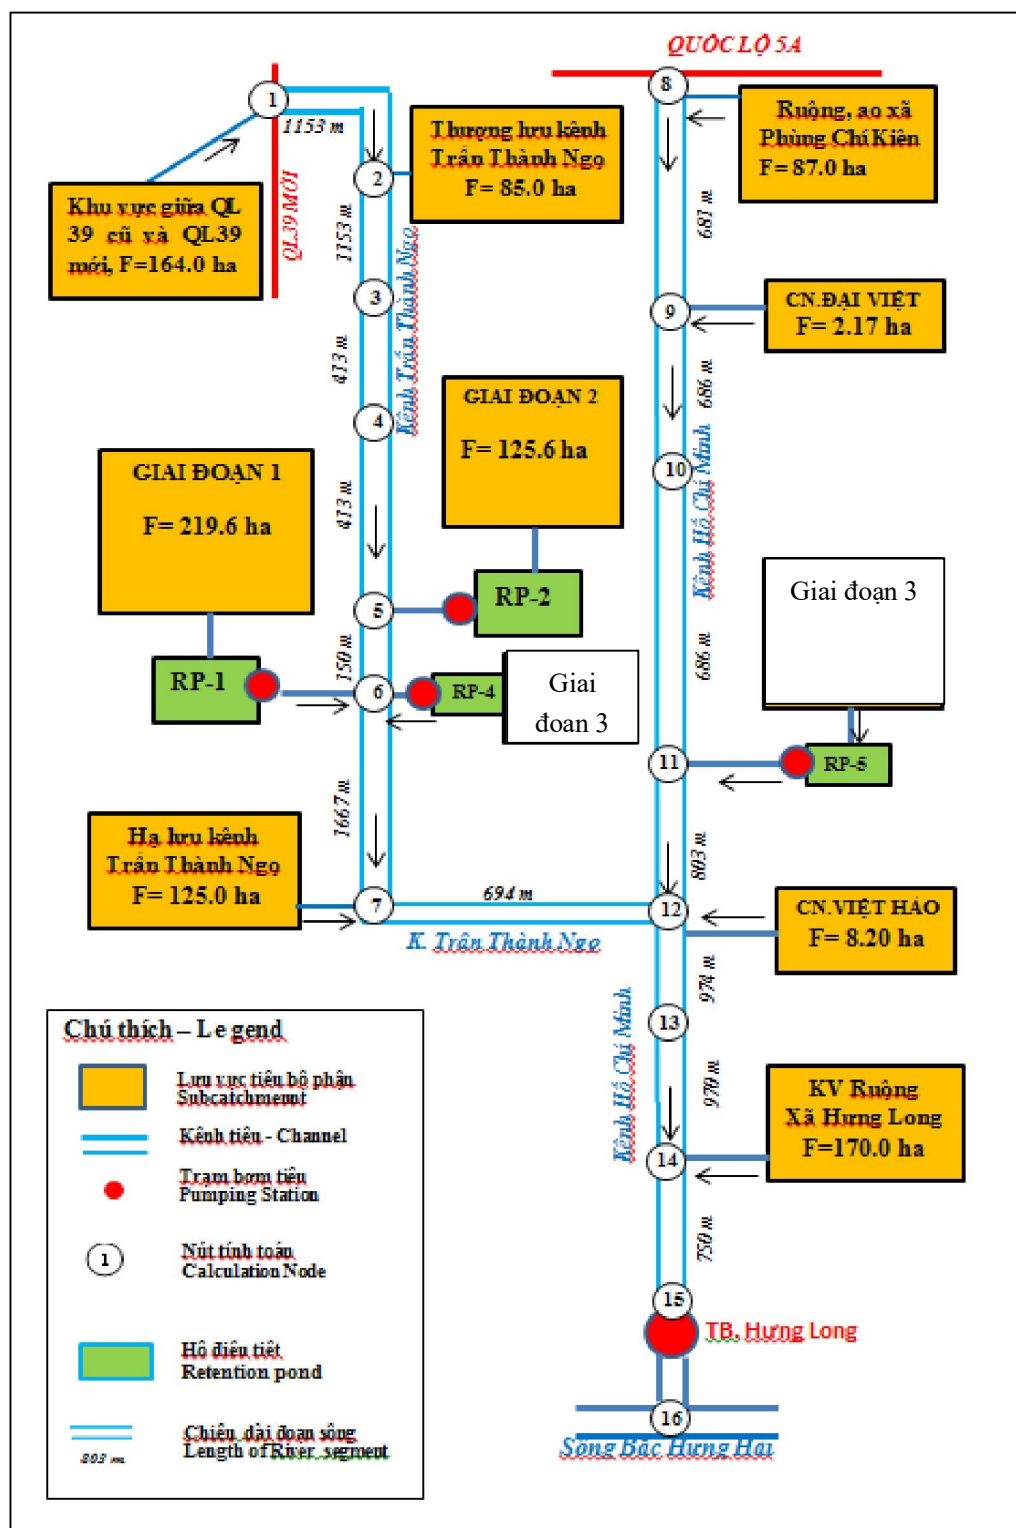 QUỐC LỘ 5A
8
1
1153 m
Ruộng, ao xã
Phùng Chí Kiên
F= 87.0 ha
Thượng lưu kênh
Trần Thành Ngọ
F= 85.0 ha
2
Khu vực giữa QL
39 cũ và QL39
mới, F=164.0 ha
QL39 MỚI
1153 m
Kênh Trần Thành Ngọ
681 m
3
9
CN.ĐẠI VIỆT
F= 2.17 ha
413 m
686 m
GIAI ĐOẠN 2
F= 125.6 ha
4
10
Kênh Hồ Chí Minh
GIAI ĐOẠN 1
F= 219.6 ha
413 m
5
RP-2
Giai đoạn 3
150 m
686 m
RP-1
6
RP-4
Giai
đoan 3
11
RP-5
1667 m
803 m
Hạ lưu kênh
Trần Thành Ngọ
F= 125.0 ha
7
694 m
12
K. Trần Thành Ngọ
CN.VIỆT HẢO
F= 8.20 ha
974 m
13
Kênh Hồ Chí Minh
970 m
KV Ruộng
Xã Hưng Long
F=170.0 ha
14
750 m
15
TB. Hưng Long
16
Sông Bắc Hưng Hải
Chú thích – Legend
Lưu vực tiêu bộ phận
Subcatchment
Kênh tiêu - Channel
Trạm bơm tiêu
Pumping Station
1
Nút tính toán
Calculation Node
Hồ điều tiết
Retention pond
Chiều dài đoạn sông
Length of River segment
803 m